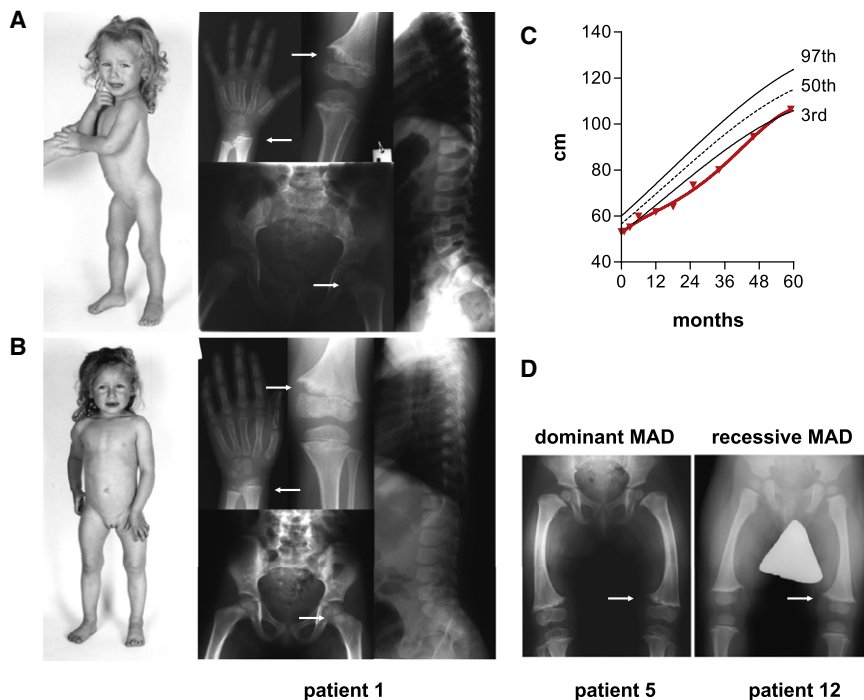 A
B
patient 1
C
140
120
100
80
60
40
cm
97th
50th
3rd
0 12 24 36 48 60
months
D
dominant MAD recessive MAD
patient 5 patient 12